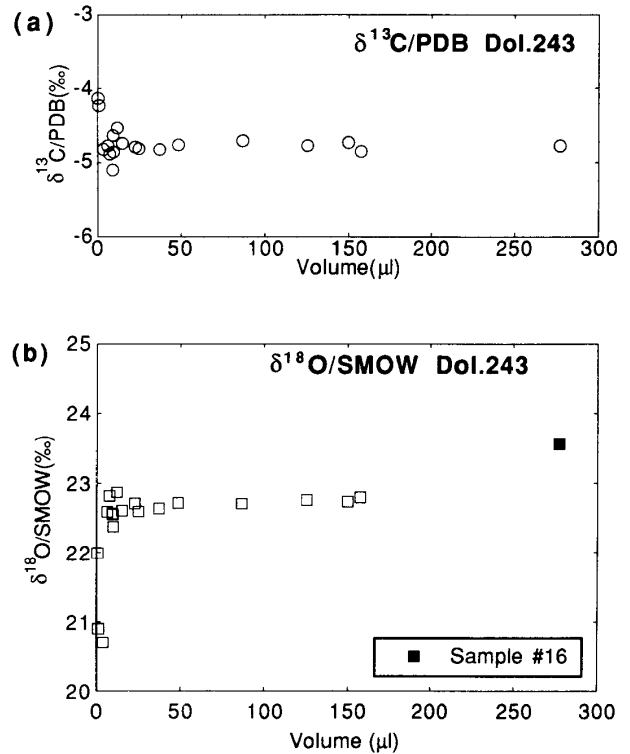 (a)
δ¹³C/PDB Dol.243
δ¹³C/PDB(‰)
-3
-4
-5
-6
0 50 100 150 200 250 300
Volume(µl)
(b)
δ¹⁸O/SMOW Dol.243
δ¹⁸O/SMOW(‰)
25
24
23
22
21
20
■ Sample #16
0 50 100 150 200 250 300
Volume (µl)